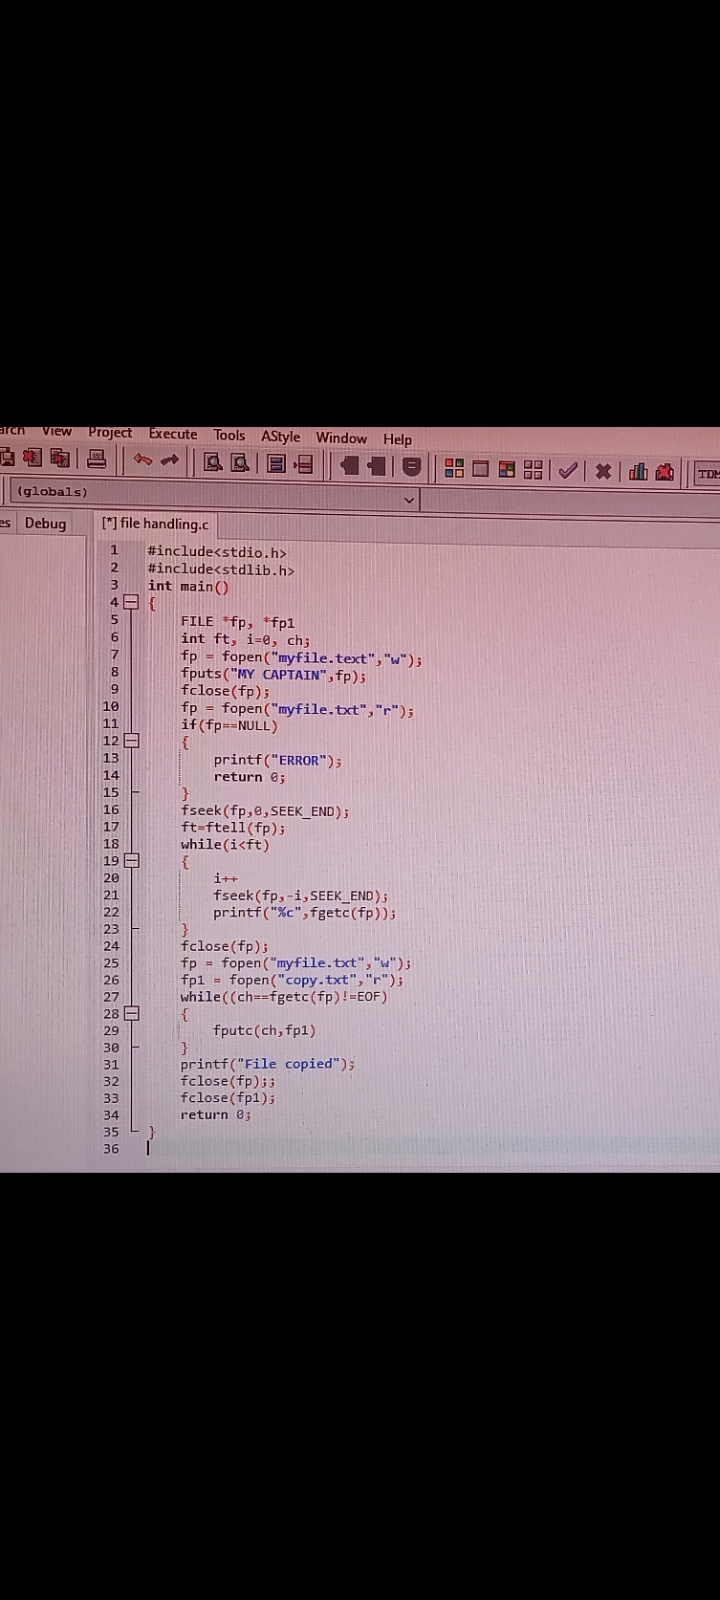 View Project Execute Tools AStyle Window Help
(globals)
Debug
[*] file handling.c
1 #include<stdio.h>
2 #include<stdlib.h>
3 int main()
4 {
5 FILE *fp, *fp1
6 int ft, i=0, ch;
7 fp = fopen("myfile.text","w");
8 fputs("MY CAPTAIN",fp);
9 fclose(fp);
10 fp = fopen("myfile.txt","r");
11 if(fp==NULL)
12 {
13 printf("ERROR");
14 return 0;
15 }
16 fseek(fp,0,SEEK_END);
17 ft=ftell(fp);
18 while(i<ft)
19 {
20 i++
21 fseek(fp,-i,SEEK_END);
22 printf("%c",fgetc(fp));
23 }
24 fclose(fp);
25 fp = fopen("myfile.txt","w");
26 fp1 = fopen("copy.txt","r");
27 while((ch==fgetc(fp)!=EOF)
28 {
29 fputc(ch,fp1)
30 }
31 printf("File copied");
32 fclose(fp);;
33 fclose(fp1);
34 return 0;
35 }
36